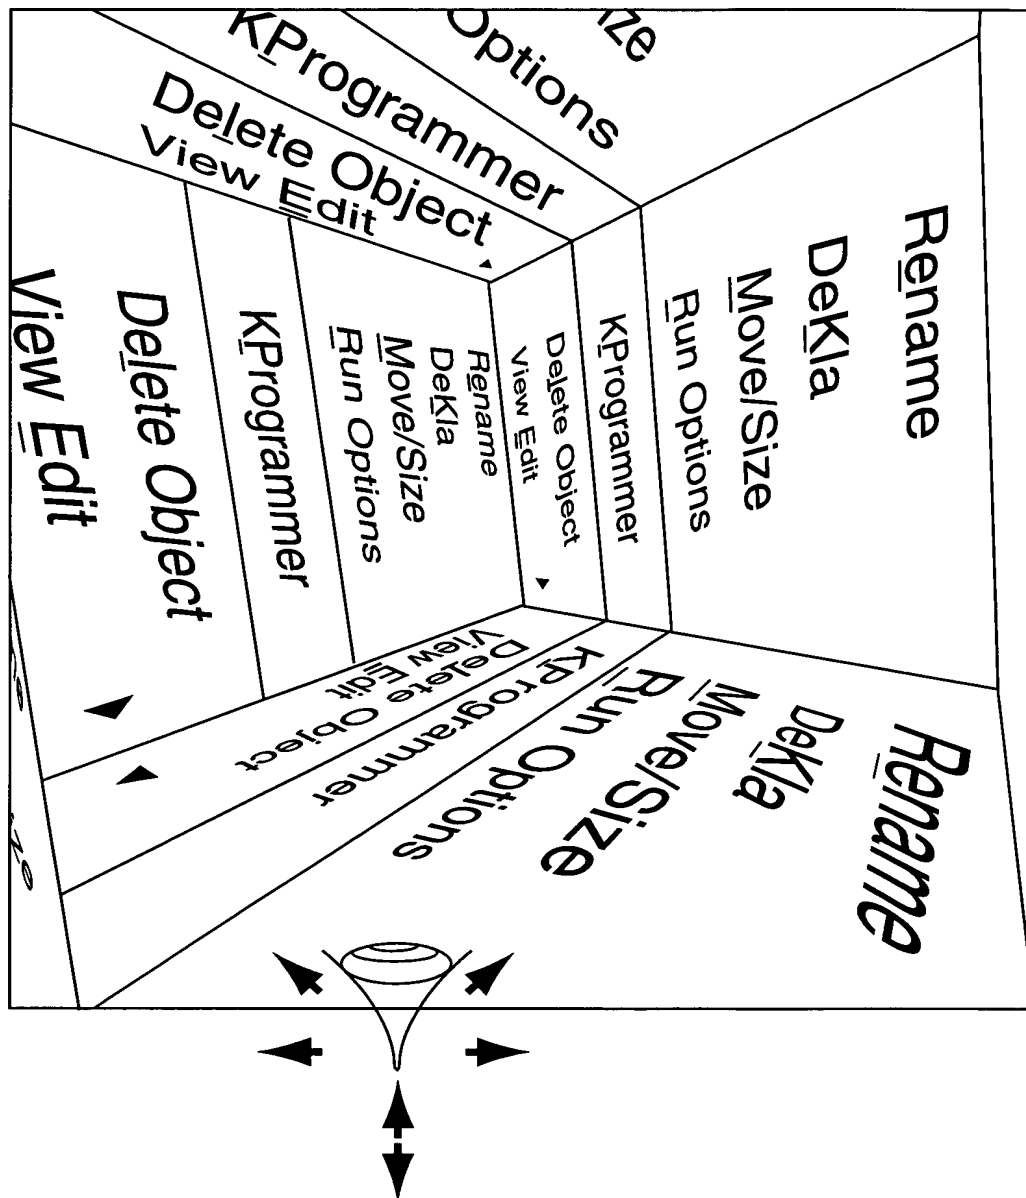 Options
KProgrammer
Delete Object
View Edit
View Edit
Delete Object
KProgrammer
Run Options
Move/Size
DeKla
Rename
View Edit
Delete Object
KProgrammer
Run Options
Move/Size
DeKla
Rename
View Edit
Delete Object
KProgrammer
Run Options
Move/Size
DeKla
Rename